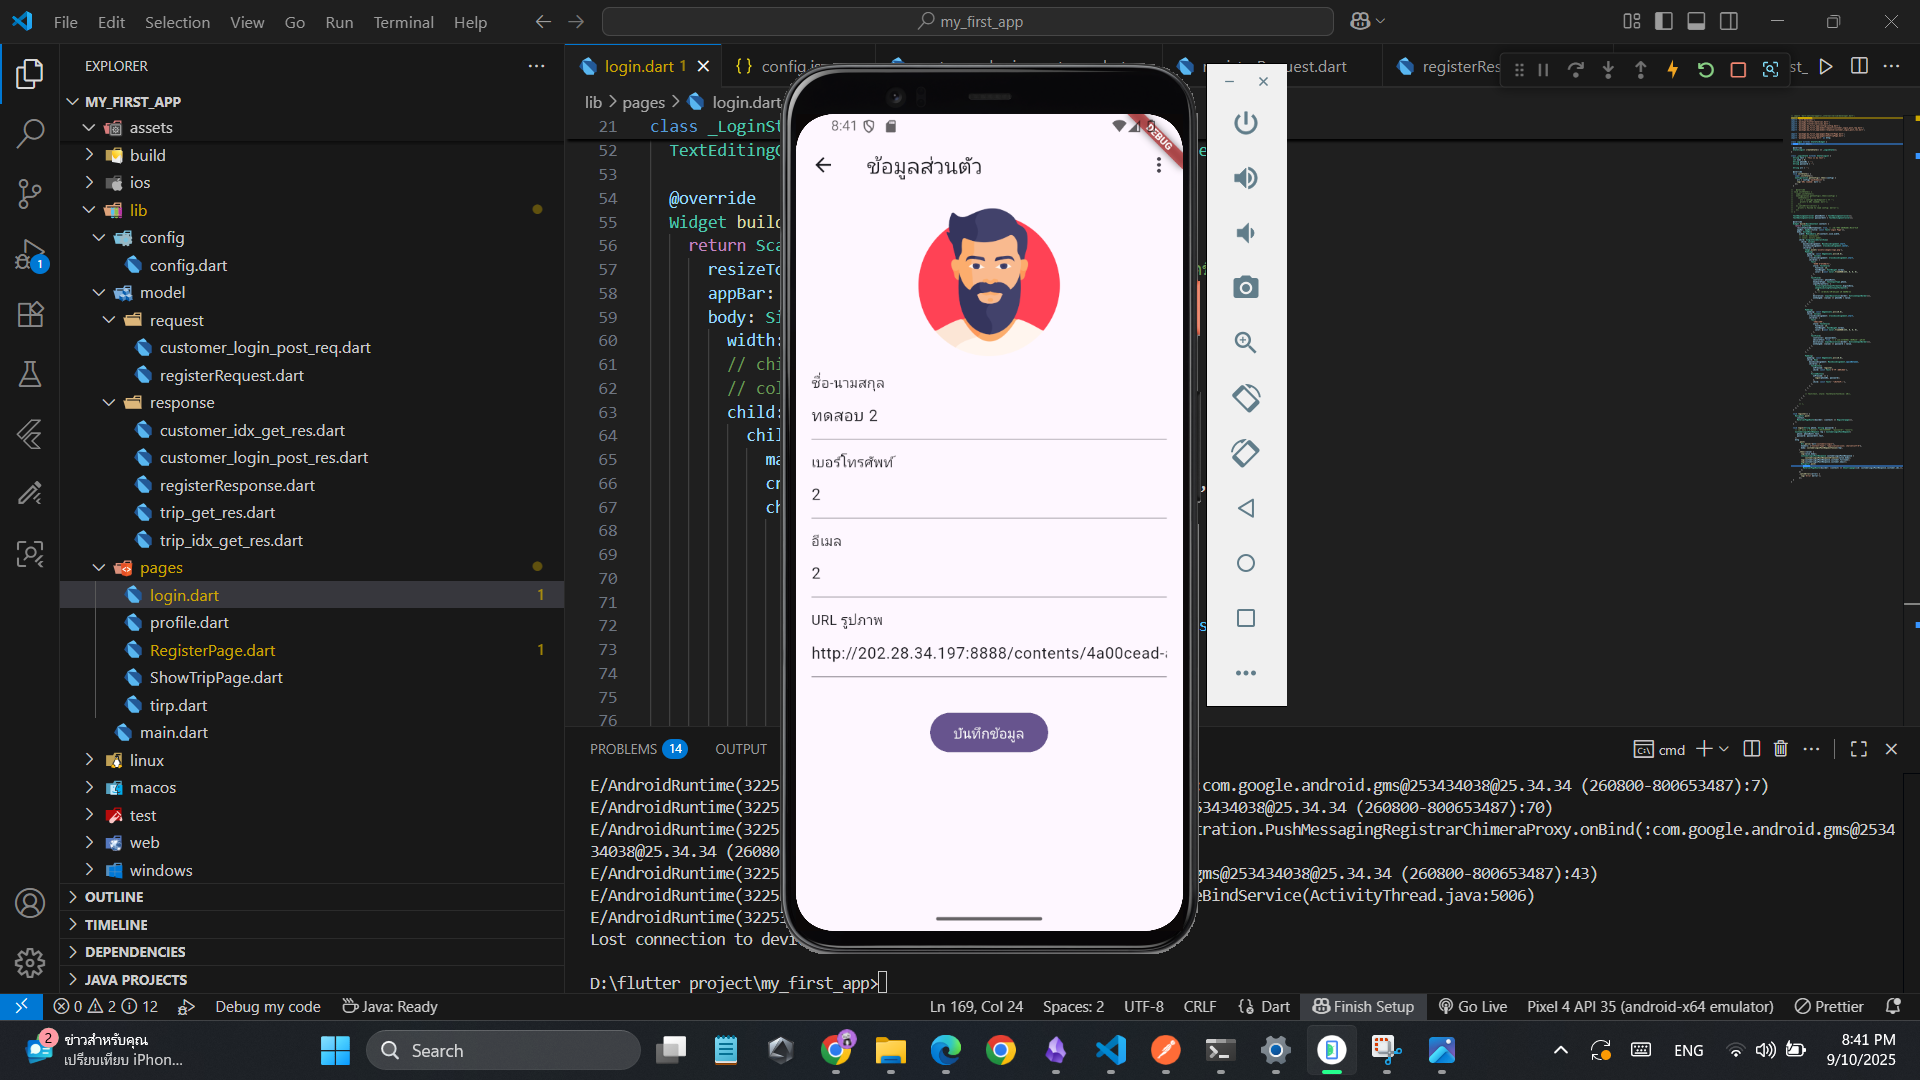 File Edit Selection View Go Run Terminal Help
my_first_app
EXPLORER
MY_FIRST_APP
assets
build
ios
lib
config
config.dart
model
request
customer_login_post_req.dart
registerRequest.dart
response
customer_idx_get_res.dart
customer_login_post_res.dart
registerResponse.dart
trip_get_res.dart
trip_idx_get_res.dart
pages
login.dart 1
profile.dart
RegisterPage.dart 1
ShowTripPage.dart
tirp.dart
main.dart
linux
macos
test
web
windows
OUTLINE
TIMELINE
DEPENDENCIES
JAVA PROJECTS
1
login.dart 1
lib > pages > login.dart
21 class _LoginSt
52 TextEditingC
53
54 @override
55 Widget build
56 return Sca
57 resizeTo
58 appBar:
59 body: Si
60 width:
61 // chi
62 // col
63 child:
64 chil
65 ma
66 cr
67 ch
68
69
70
71
72
73
74
75
76
8:41
DEBUG
ข้อมูลส่วนตัว
ชื่อ-นามสกุล
ทดสอบ 2
เบอร์โทรศัพท์
2
อีเมล
2
URL รูปภาพ
http://202.28.34.197:8888/contents/4a00cead-
บันทึกข้อมูล
PROBLEMS 14 OUTPUT
cmd
E/AndroidRuntime(3225 :com.google.android.gms@253434038@25.34.34 (260800-800653487):7)
E/AndroidRuntime(3225 53434038@25.34.34 (260800-800653487):70)
E/AndroidRuntime(3225 tration.PushMessagingRegistrarChimeraProxy.onBind(:com.google.android.gms@2534
34038@25.34.34 (26080
E/AndroidRuntime(3225 gms@253434038@25.34.34 (260800-800653487):43)
E/AndroidRuntime(3225 eBindService(ActivityThread.java:5006)
E/AndroidRuntime(3225
Lost connection to devi
D:\flutter project\my_first_app>
0 2 12 Debug my code Java: Ready
Ln 169, Col 24 Spaces: 2 UTF-8 CRLF Dart Finish Setup Go Live Pixel 4 API 35 (android-x64 emulator) Prettier
2
ข่าวสำหรับคุณ
เปรียบเทียบ iPhon...
Search
ENG
8:41 PM
9/10/2025